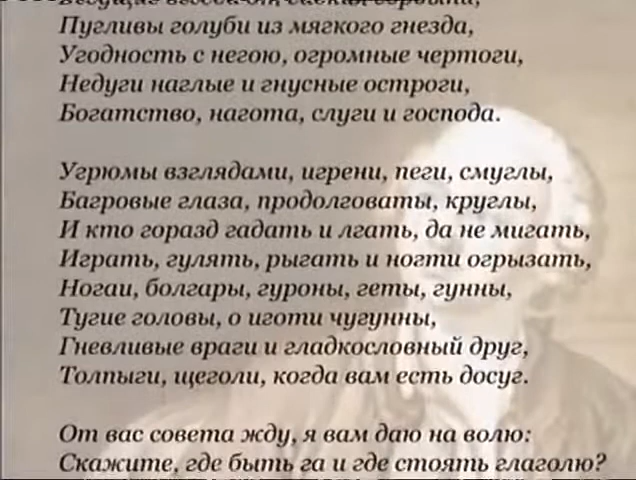 Пугливы голуби из мягкого гнезда,
Угодность с негою, огромные чертоги,
Недуги наглые и гнусные остроги,
Богатство, нагота, слуги и господа.
Угрюмы взглядами, игрени, пеги, смуглы,
Багровые глаза, продолговаты, круглы,
И кто горазд гадать и лгать, да не мигать,
Играть, гулять, рыгать и ногти огрызать,
Ногаи, болгары, гуроны, геты, гунны,
Тугие головы, о иготи чугунны,
Гневливые враги и гладкословный друг,
Толпыги, щеголи, когда вам есть досуг.
От вас совета жду, я вам даю на волю:
Скажите, где быть га и где стоять глаголю?